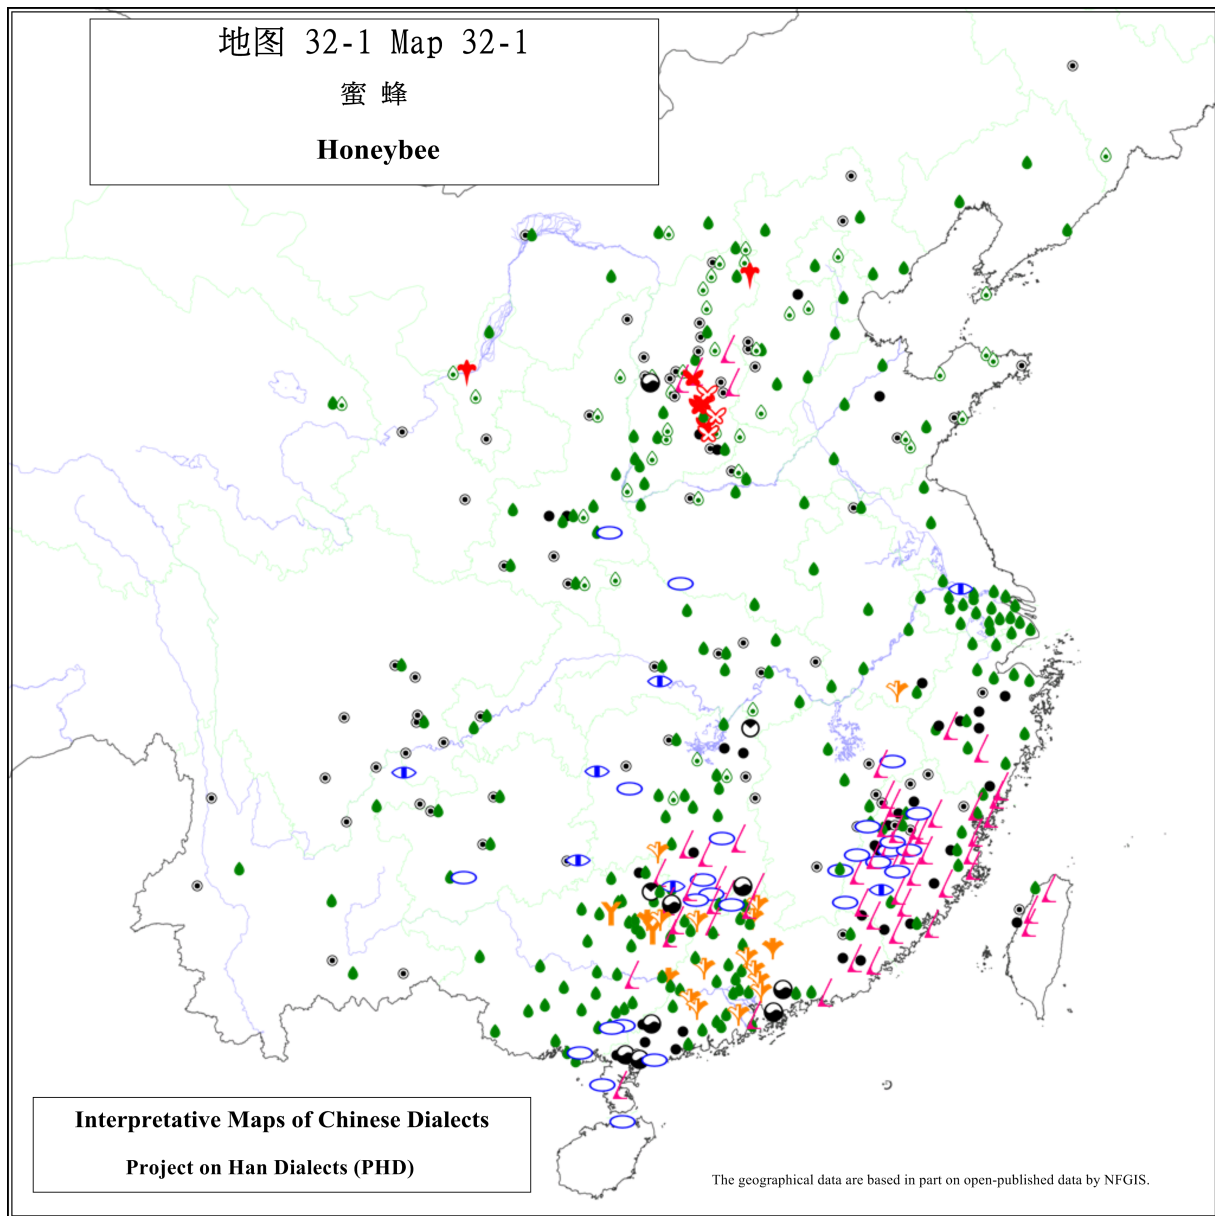 地图 32-1 Map 32-1
蜜 蜂
Honeybee
Interpretative Maps of Chinese Dialects
Project on Han Dialects (PHD)
The geographical data are based in part on open-published data by NFGIS.